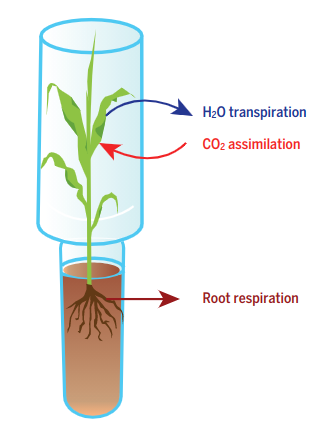 H₂O transpiration
CO₂ assimilation
Root respiration